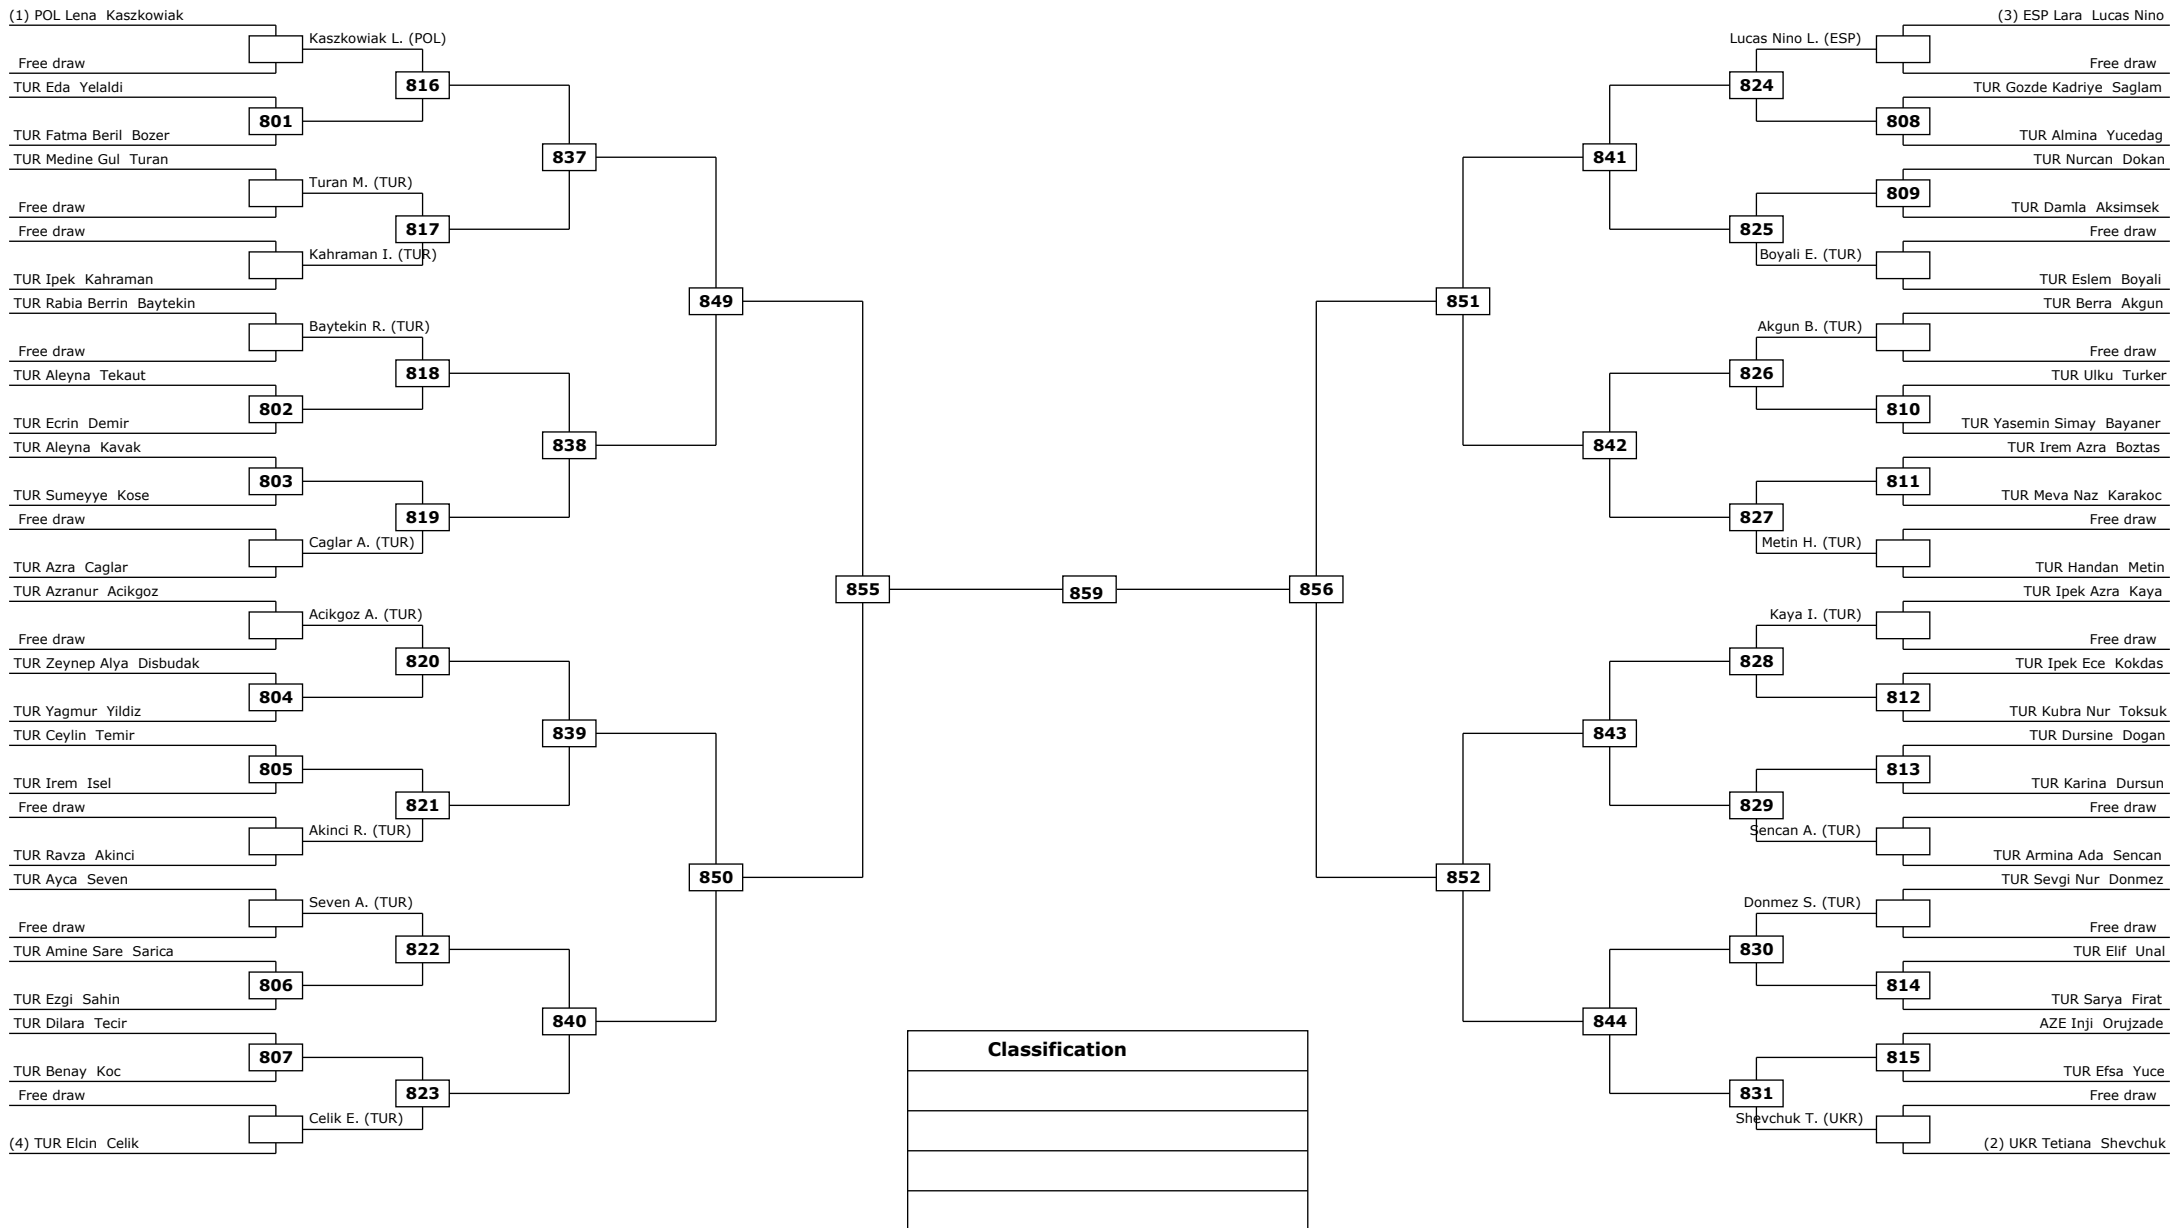 (1) POL Lena Kaszkowiak
Kaszkowiak L. (POL)
Free draw
816
TUR Eda Yelaldi
801
TUR Fatma Beril Bozer
837
TUR Medine Gul Turan
Turan M. (TUR)
Free draw
817
Free draw
Kahraman I. (TUR)
TUR Ipek Kahraman
849
TUR Rabia Berrin Baytekin
Baytekin R. (TUR)
Free draw
818
TUR Aleyna Tekaut
802
TUR Ecrin Demir
838
TUR Aleyna Kavak
803
TUR Sumeyye Kose
819
Free draw
Caglar A. (TUR)
TUR Azra Caglar
855
TUR Azranur Acikgoz
Acikgoz A. (TUR)
Free draw
820
TUR Zeynep Alya Disbudak
804
TUR Yagmur Yildiz
839
TUR Ceylin Temir
805
TUR Irem Isel
821
Free draw
Akinci R. (TUR)
TUR Ravza Akinci
850
TUR Ayca Seven
Seven A. (TUR)
Free draw
822
TUR Amine Sare Sarica
806
TUR Ezgi Sahin
840
TUR Dilara Tecir
807
TUR Benay Koc
823
Free draw
Celik E. (TUR)
(4) TUR Elcin Celik
859
(3) ESP Lara Lucas Nino
Lucas Nino L. (ESP)
Free draw
824
TUR Gozde Kadriye Saglam
808
TUR Almina Yucedag
841
TUR Nurcan Dokan
809
TUR Damla Aksimsek
825
Free draw
Boyali E. (TUR)
TUR Eslem Boyali
851
TUR Berra Akgun
Akgun B. (TUR)
Free draw
826
TUR Ulku Turker
810
TUR Yasemin Simay Bayaner
842
TUR Irem Azra Boztas
811
TUR Meva Naz Karakoc
827
Free draw
Metin H. (TUR)
TUR Handan Metin
856
TUR Ipek Azra Kaya
Kaya I. (TUR)
Free draw
828
TUR Ipek Ece Kokdas
812
TUR Kubra Nur Toksuk
843
TUR Dursine Dogan
813
TUR Karina Dursun
829
Free draw
Sencan A. (TUR)
TUR Armina Ada Sencan
852
TUR Sevgi Nur Donmez
Donmez S. (TUR)
Free draw
830
TUR Elif Unal
814
TUR Sarya Firat
844
AZE Inji Orujzade
815
TUR Efsa Yuce
831
Free draw
Shevchuk T. (UKR)
(2) UKR Tetiana Shevchuk
Classification